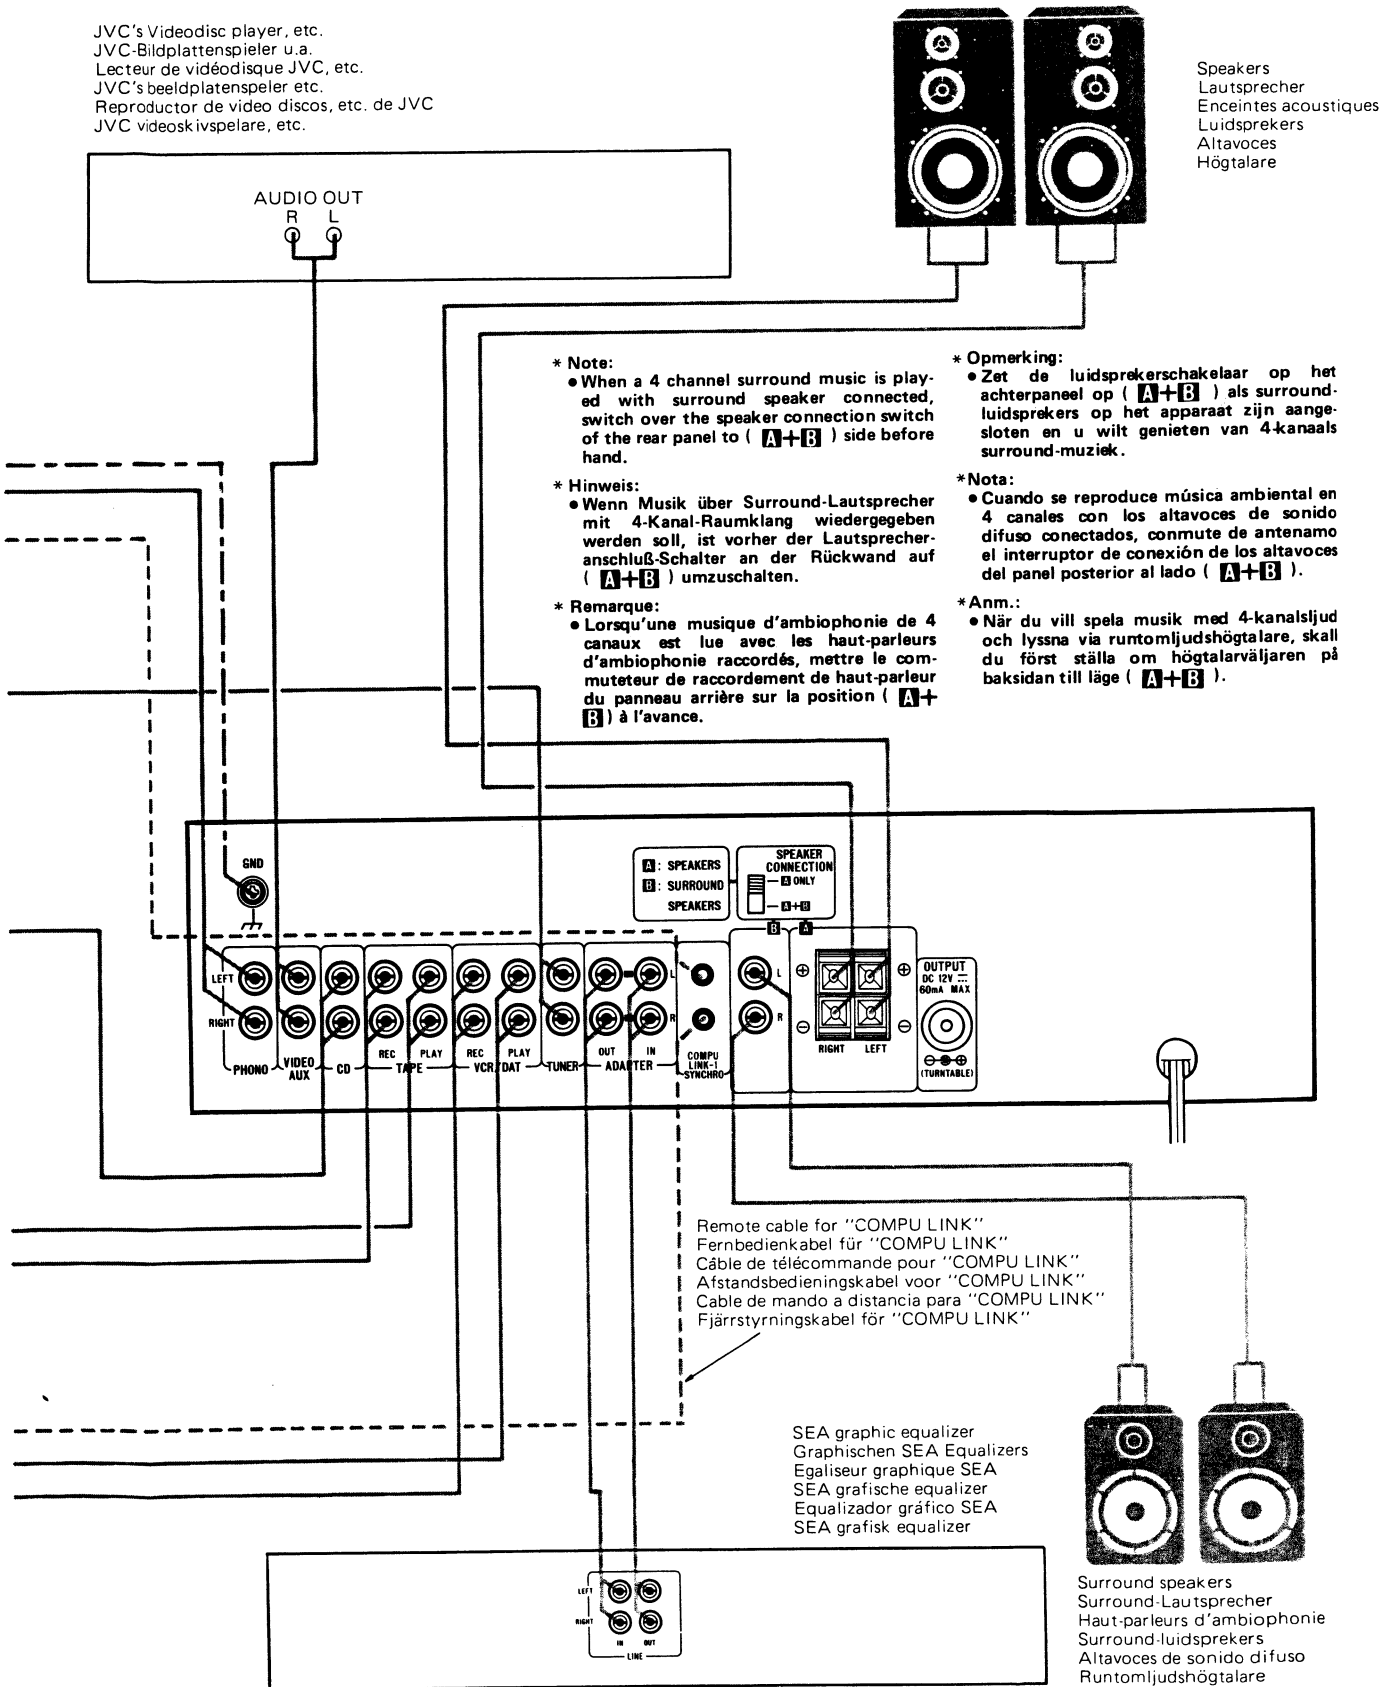 JVC's Videodisc player, etc.
JVC-Bildplattenspieler u.a.
Lecteur de vidéodisque JVC, etc.
JVC's beeldplatenspeler etc.
Reproductor de video discos, etc. de JVC
JVC videoskivspelare, etc.
AUDIO OUT
R L
Speakers
Lautsprecher
Enceintes acoustiques
Luidsprekers
Altavoces
Högtalare
* Note:
● When a 4 channel surround music is play-
ed with surround speaker connected,
switch over the speaker connection switch
of the rear panel to ( A+B ) side before
hand.
* Hinweis:
● Wenn Musik über Surround-Lautsprecher
mit 4-Kanal-Raumklang wiedergegeben
werden soll, ist vorher der Lautsprecher-
anschluß-Schalter an der Rückwand auf
( A+B ) umzuschalten.
* Remarque:
● Lorsqu'une musique d'ambiophonie de 4
canaux est lue avec les haut-parleurs
d'ambiophonie raccordés, mettre le com-
muteteur de raccordement de haut-parleur
du panneau arrière sur la position ( A+
B ) à l'avance.
* Opmerking:
● Zet de luidsprekerschakelaar op het
achterpaneel op ( A+B ) als surround-
luidsprekers op het apparaat zijn aange-
sloten en u wilt genieten van 4-kanaals
surround-muziek.
*Nota:
● Cuando se reproduce música ambiental en
4 canales con los altavoces de sonido
difuso conectados, conmute de antenamo
el interruptor de conexión de los altavoces
del panel posterior al lado ( A+B ).
*Anm.:
● När du vill spela musik med 4-kanalsljud
och lyssna via runtomljudshögtalare, skall
du först ställa om högtalarväljaren på
baksidan till läge ( A+B ).
GND
A : SPEAKERS
B : SURROUND
SPEAKERS
SPEAKER
CONNECTION
A ONLY
A+B
B A
LEFT
RIGHT
PHONO
VIDEO
AUX
CD
REC PLAY
TAPE
REC PLAY
VCR/DAT
TUNER
OUT IN
ADAPTER
L
R
COMPU
LINK-1
SYNCHRO
L
R
⊕ ⊕
⊖ ⊖
RIGHT LEFT
OUTPUT
DC 12V
60mA MAX
(TURNTABLE)
Remote cable for "COMPU LINK"
Fernbedienkabel für "COMPU LINK"
Câble de télécommande pour "COMPU LINK"
Afstandsbedieningskabel voor "COMPU LINK"
Cable de mando a distancia para "COMPU LINK"
Fjärrstyrningskabel för "COMPU LINK"
SEA graphic equalizer
Graphischen SEA Equalizers
Egaliseur graphique SEA
SEA grafische equalizer
Equalizador gráfico SEA
SEA grafisk equalizer
LEFT
RIGHT
IN OUT
LINE
Surround speakers
Surround-Lautsprecher
Haut-parleurs d'ambiophonie
Surround-luidsprekers
Altavoces de sonido difuso
Runtomljudshögtalare